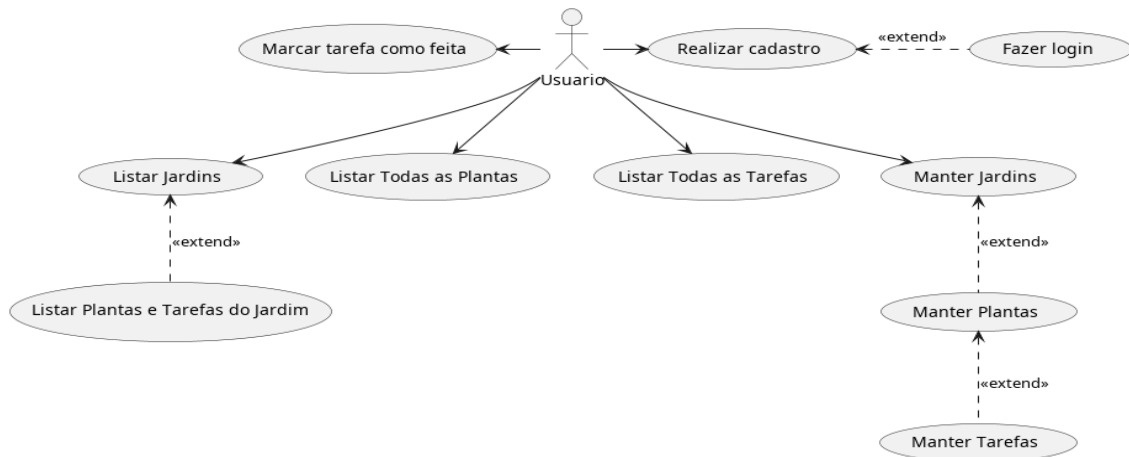 Marcar tarefa como feita
Usuario
Realizar cadastro
«extend»
Fazer login
Listar Jardins
Listar Todas as Plantas
Listar Todas as Tarefas
Manter Jardins
«extend»
«extend»
Listar Plantas e Tarefas do Jardim
Manter Plantas
«extend»
Manter Tarefas